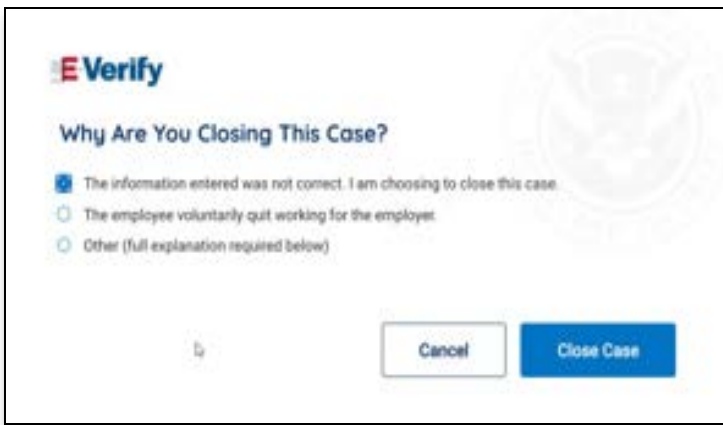 E-Verify
Why Are You Closing This Case?
The information entered was not correct. I am choosing to close this case.
The employee voluntarily quit working for the employer.
Other (full explanation required below)
Cancel
Close Case